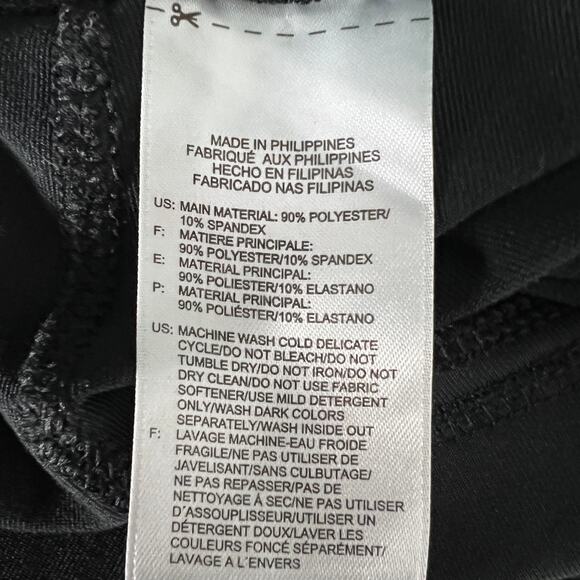 MADE IN PHILIPPINES
FABRIQUÉ AUX PHILIPPINES
HECHO EN FILIPINAS
FABRICADO NAS FILIPINAS
US: MAIN MATERIAL: 90% POLYESTER/
10% SPANDEX
F: MATIERE PRINCIPALE:
90% POLYESTER/10% SPANDEX
E: MATERIAL PRINCIPAL:
90% POLIÉSTER/10% ELASTANO
P: MATERIAL PRINCIPAL:
90% POLIÉSTER/10% ELASTANO
US: MACHINE WASH COLD DELICATE
CYCLE/DO NOT BLEACH/DO NOT
TUMBLE DRY/DO NOT IRON/DO NOT
DRY CLEAN/DO NOT USE FABRIC
SOFTENER/USE MILD DETERGENT
ONLY/WASH DARK COLORS
SEPARATELY/WASH INSIDE OUT
F: LAVAGE MACHINE-EAU FROIDE
FRAGILE/NE PAS UTILISER DE
JAVELISANT/SANS CULBUTAGE/
NE PAS REPASSER/PAS DE
NETTOYAGE À SEC/NE PAS UTILISER
D'ASSOUPLISEUR/UTILISER UN
DÉTERGENT DOUX/LAVER LES
COULEURS FONCÉ SÉPARÉMENT/
LAVAGE A L'ENVERS